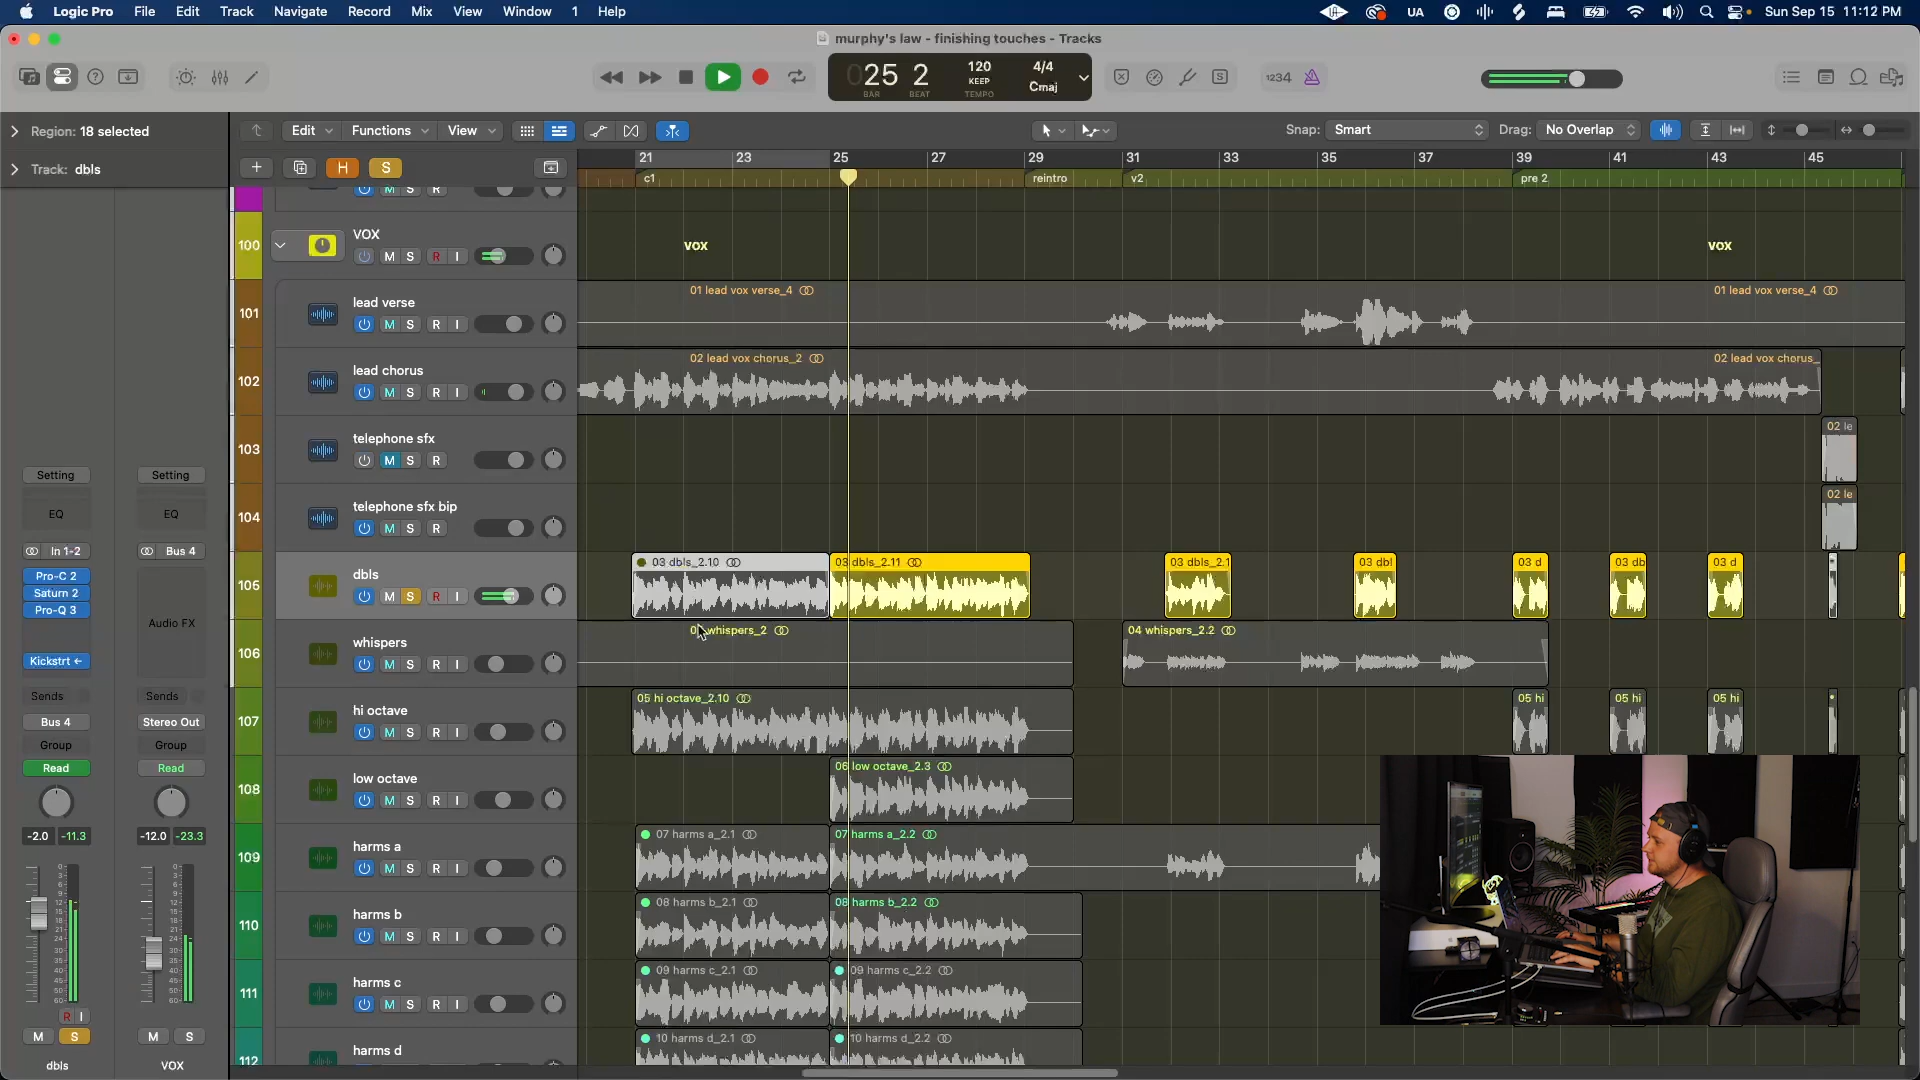 Logic Pro File Edit Track Navigate Record Mix View Window 1 Help
UA Sun Sep 15 11:12 PM
murphy's law - finishing touches - Tracks
25 2 120 4/4
KEEP Cmaj
BAR BEAT TEMPO
1234
Region: 18 selected
Edit Functions View
Snap: Smart Drag: No Overlap
Track: dbls
H S
21 23 25 27 29 31 33 35 37 39 41 43 45
c1 reintro v2 pre 2
M S R
100 VOX
M S R I
vox vox
101 lead verse
M S R I
01 lead vox verse_4 01 lead vox verse_4
102 lead chorus
M S R I
02 lead vox chorus_2 02 lead vox chorus_
103 telephone sfx
M S R
02 le
104 telephone sfx bip
M S R
02 le
105 dbls
M S R I
03 dbls_2.10 03 dbls_2.11 03 dbls_2.1 03 dbl 03 d 03 db 03 d
106 whispers
M S R I
whispers_2 04 whispers_2.2
107 hi octave
M S R I
05 hi octave_2.10 05 hi 05 hi 05 hi
108 low octave
M S R I
06 low octave_2.3
109 harms a
M S R I
07 harms a_2.1 07 harms a_2.2
110 harms b
M S R I
08 harms b_2.1 08 harms b_2.2
111 harms c
M S R I
09 harms c_2.1 09 harms c_2.2
112 harms d
10 harms d_2.1 10 harms d_2.2
Setting Setting
EQ EQ
In 1-2 Bus 4
Pro-C 2
Saturn 2
Pro-Q 3
Audio FX
Kickstrt
Sends Sends
Bus 4 Stereo Out
Group Group
Read Read
-2.0 -11.3 -12.0 -23.3
R I
M S M S
dbls VOX